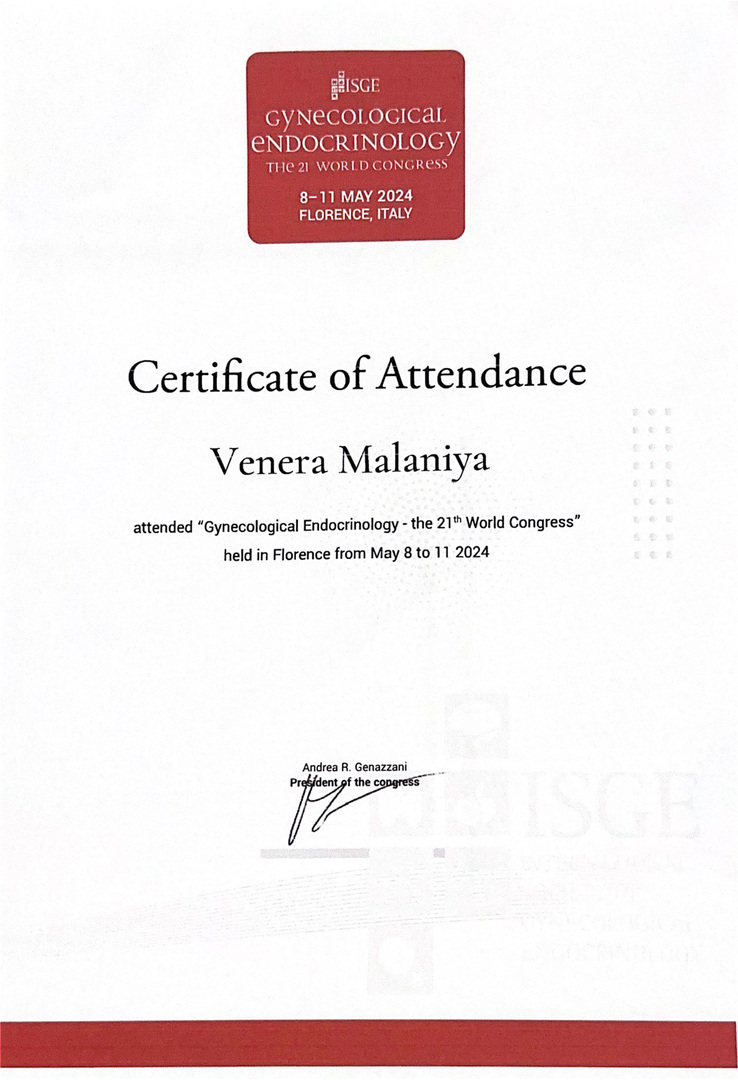 ISGE
GYNECOLOGICAL
ENDOCRINOLOGY
THE 21 WORLD CONGRESS
8–11 MAY 2024
FLORENCE, ITALY
Certificate of Attendance
Venera Malaniya
attended “Gynecological Endocrinology - the 21th World Congress”
held in Florence from May 8 to 11 2024
Andrea R. Genazzani
President of the congress
ISGE